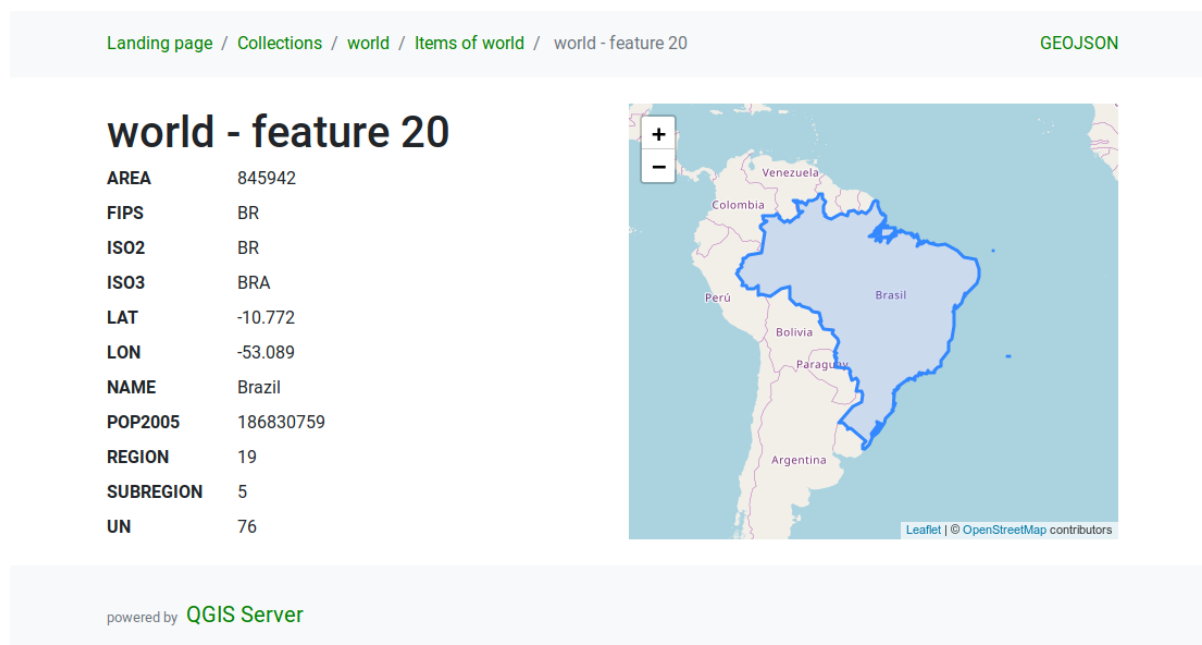 Landing page / Collections / world / Items of world / world - feature 20 GEOJSON
world - feature 20
AREA 845942
FIPS BR
ISO2 BR
ISO3 BRA
LAT -10.772
LON -53.089
NAME Brazil
POP2005 186830759
REGION 19
SUBREGION 5
UN 76
+
−
Venezuela
Colombia
Perú
Brasil
Bolivia
Paraguay
Argentina
Leaflet | © OpenStreetMap contributors
powered by QGIS Server